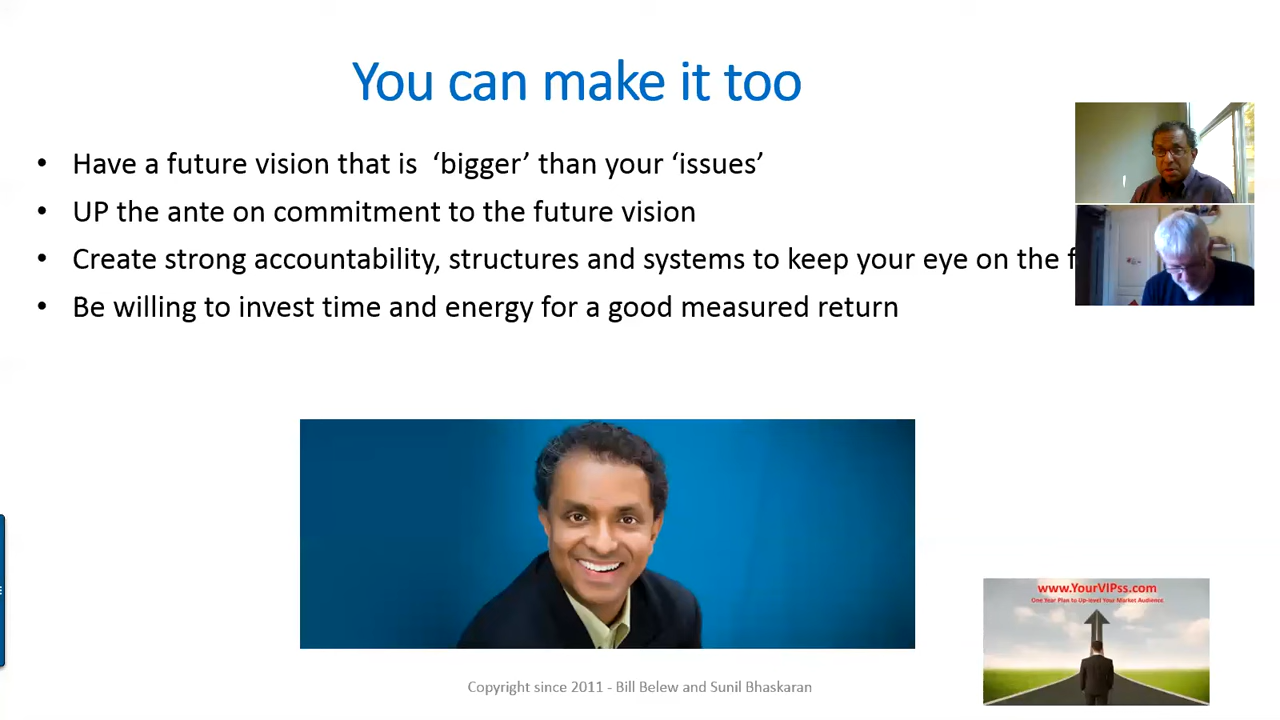 You can make it too
• Have a future vision that is ‘bigger’ than your ‘issues’
• UP the ante on commitment to the future vision
• Create strong accountability, structures and systems to keep your eye on the f
• Be willing to invest time and energy for a good measured return
www.YourVIPss.com
One Year Plan to Up-level Your Market Audience
Copyright since 2011 - Bill Belew and Sunil Bhaskaran